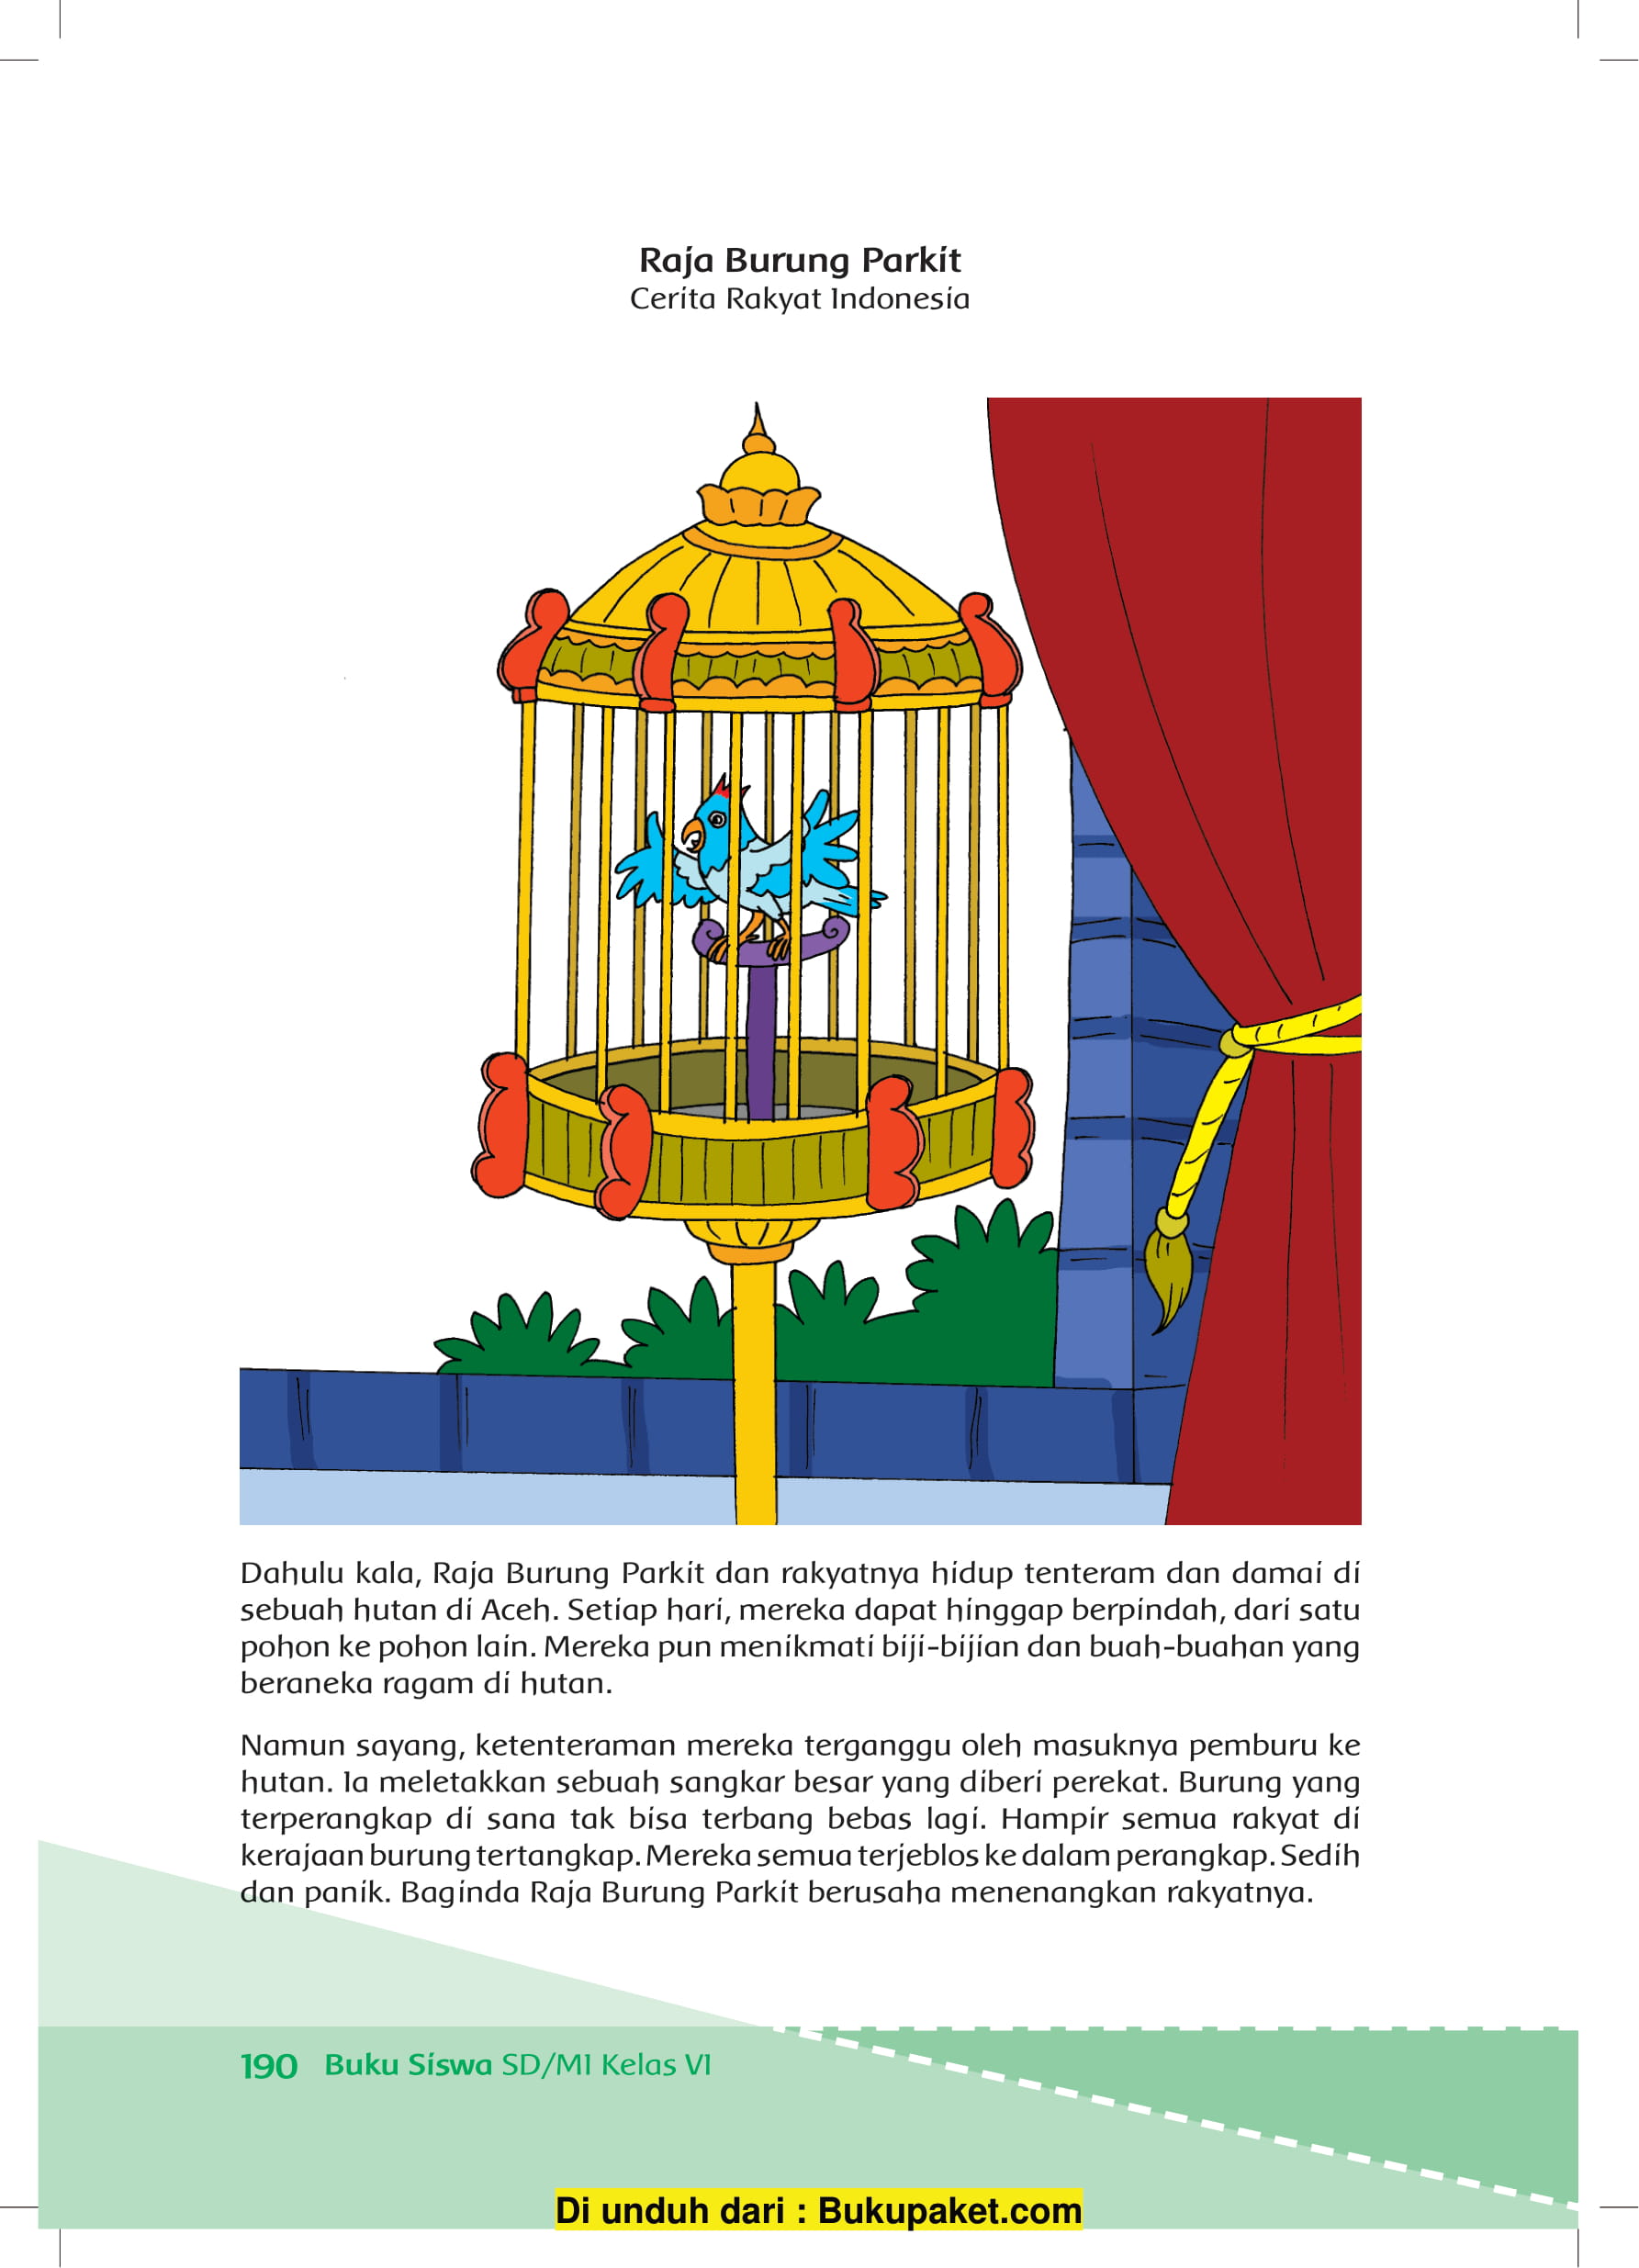 Raja Burung Parkit
Cerita Rakyat Indonesia
Dahulu kala, Raja Burung Parkit dan rakyatnya hidup tenteram dan damai di
sebuah hutan di Aceh. Setiap hari, mereka dapat hinggap berpindah, dari satu
pohon ke pohon lain. Mereka pun menikmati biji-bijian dan buah-buahan yang
beraneka ragam di hutan.
Namun sayang, ketenteraman mereka terganggu oleh masuknya pemburu ke
hutan. Ia meletakkan sebuah sangkar besar yang diberi perekat. Burung yang
terperangkap di sana tak bisa terbang bebas lagi. Hampir semua rakyat di
kerajaan burung tertangkap. Mereka semua terjeblos ke dalam perangkap. Sedih
dan panik. Baginda Raja Burung Parkit berusaha menenangkan rakyatnya.
190 Buku Siswa SD/MI Kelas VI
Di unduh dari : Bukupaket.com